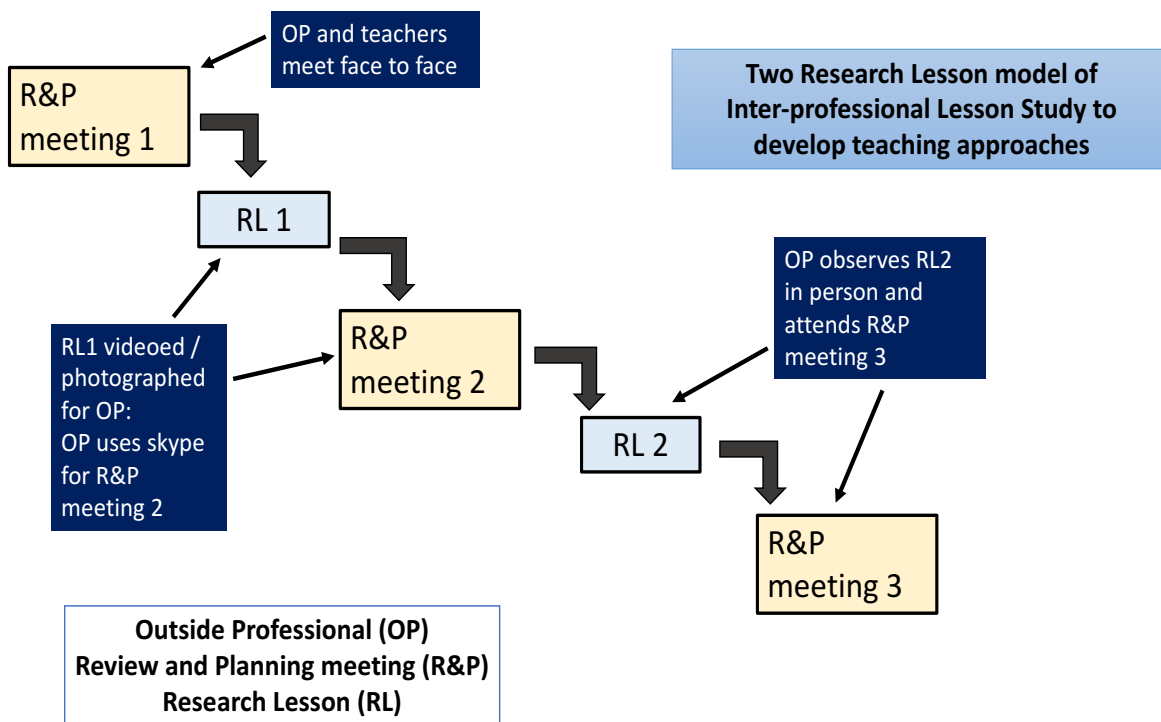 OP and teachers
meet face to face
R&P
meeting 1
Two Research Lesson model of
Inter-professional Lesson Study to
develop teaching approaches
RL 1
OP observes RL2
in person and
attends R&P
meeting 3
RL1 videoed /
photographed
for OP:
OP uses skype
for R&P
meeting 2
R&P
meeting 2
RL 2
R&P
meeting 3
Outside Professional (OP)
Review and Planning meeting (R&P)
Research Lesson (RL)